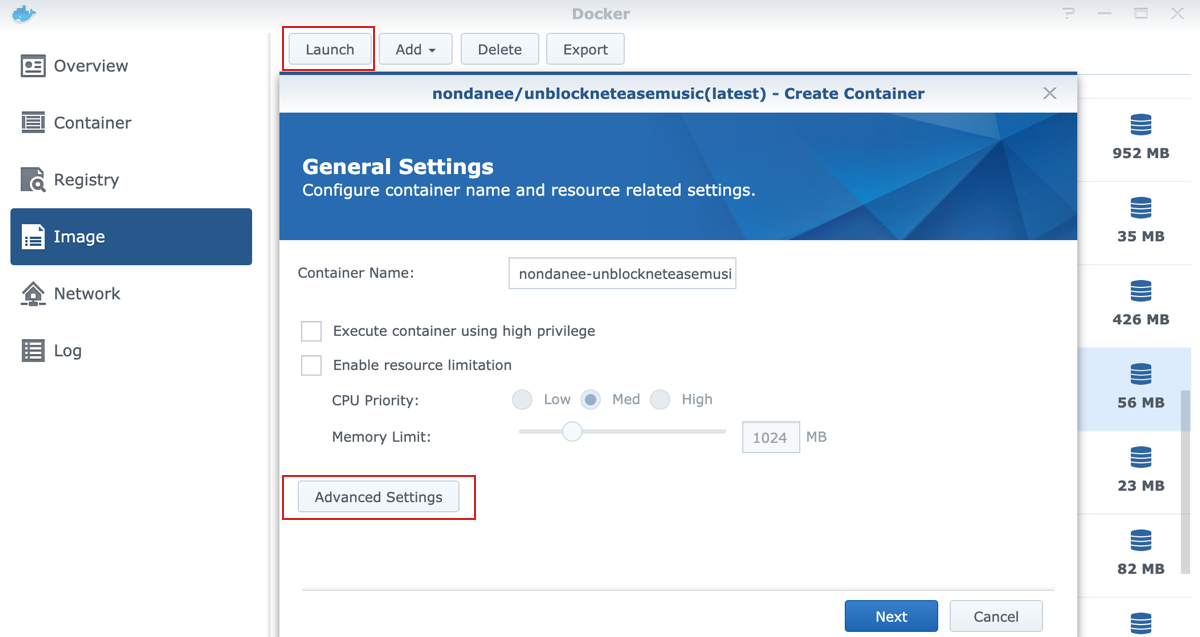 Docker
Overview
Container
Registry
Image
Network
Log
Launch
Add
Delete
Export
nondanee/unblockneteasemusic(latest) - Create Container
General Settings
Configure container name and resource related settings.
Container Name:
nondanee-unblockneteasemusi
Execute container using high privilege
Enable resource limitation
CPU Priority:
Low
Med
High
Memory Limit:
1024
MB
Advanced Settings
Next
Cancel
952 MB
35 MB
426 MB
56 MB
23 MB
82 MB